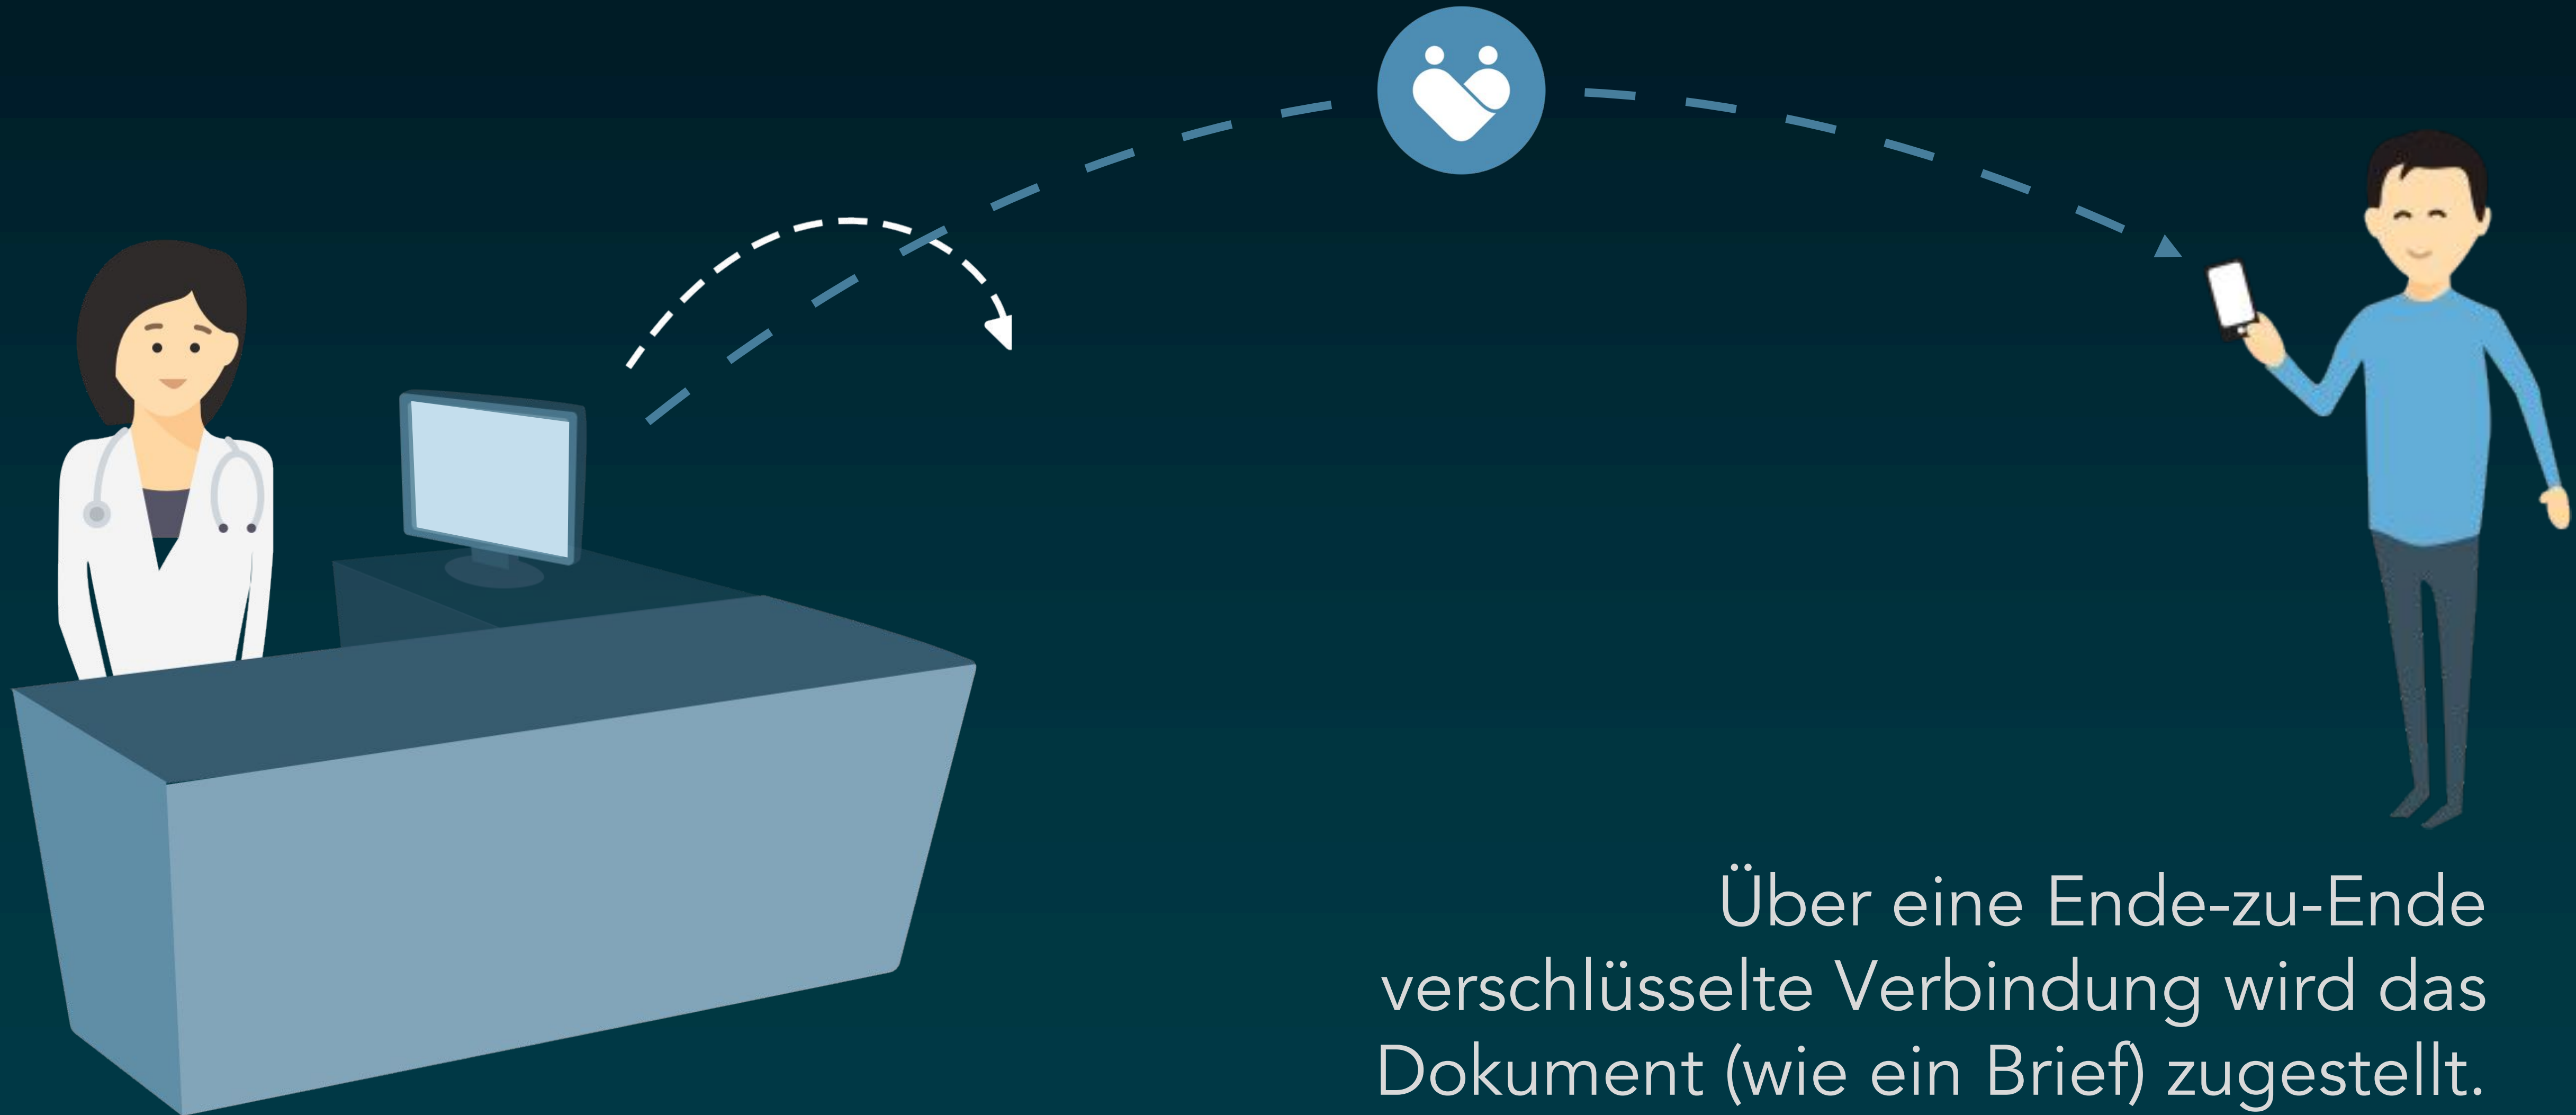 Über eine Ende-zu-Ende
verschlüsselte Verbindung wird das
Dokument (wie ein Brief) zugestellt.